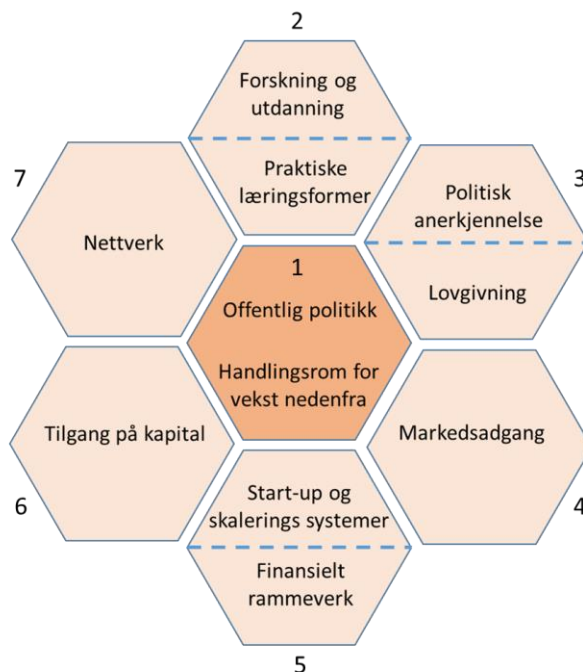 2
Forskning og
utdanning
Praktiske
læringsformer
3
Politisk
anerkjennelse
Lovgivning
7
Nettverk
1
Offentlig politikk
Handlingsrom for
vekst nedenfra
Tilgang på kapital
6
Markedsadgang
4
Start-up og
skalerings systemer
Finansielt
rammeverk
5